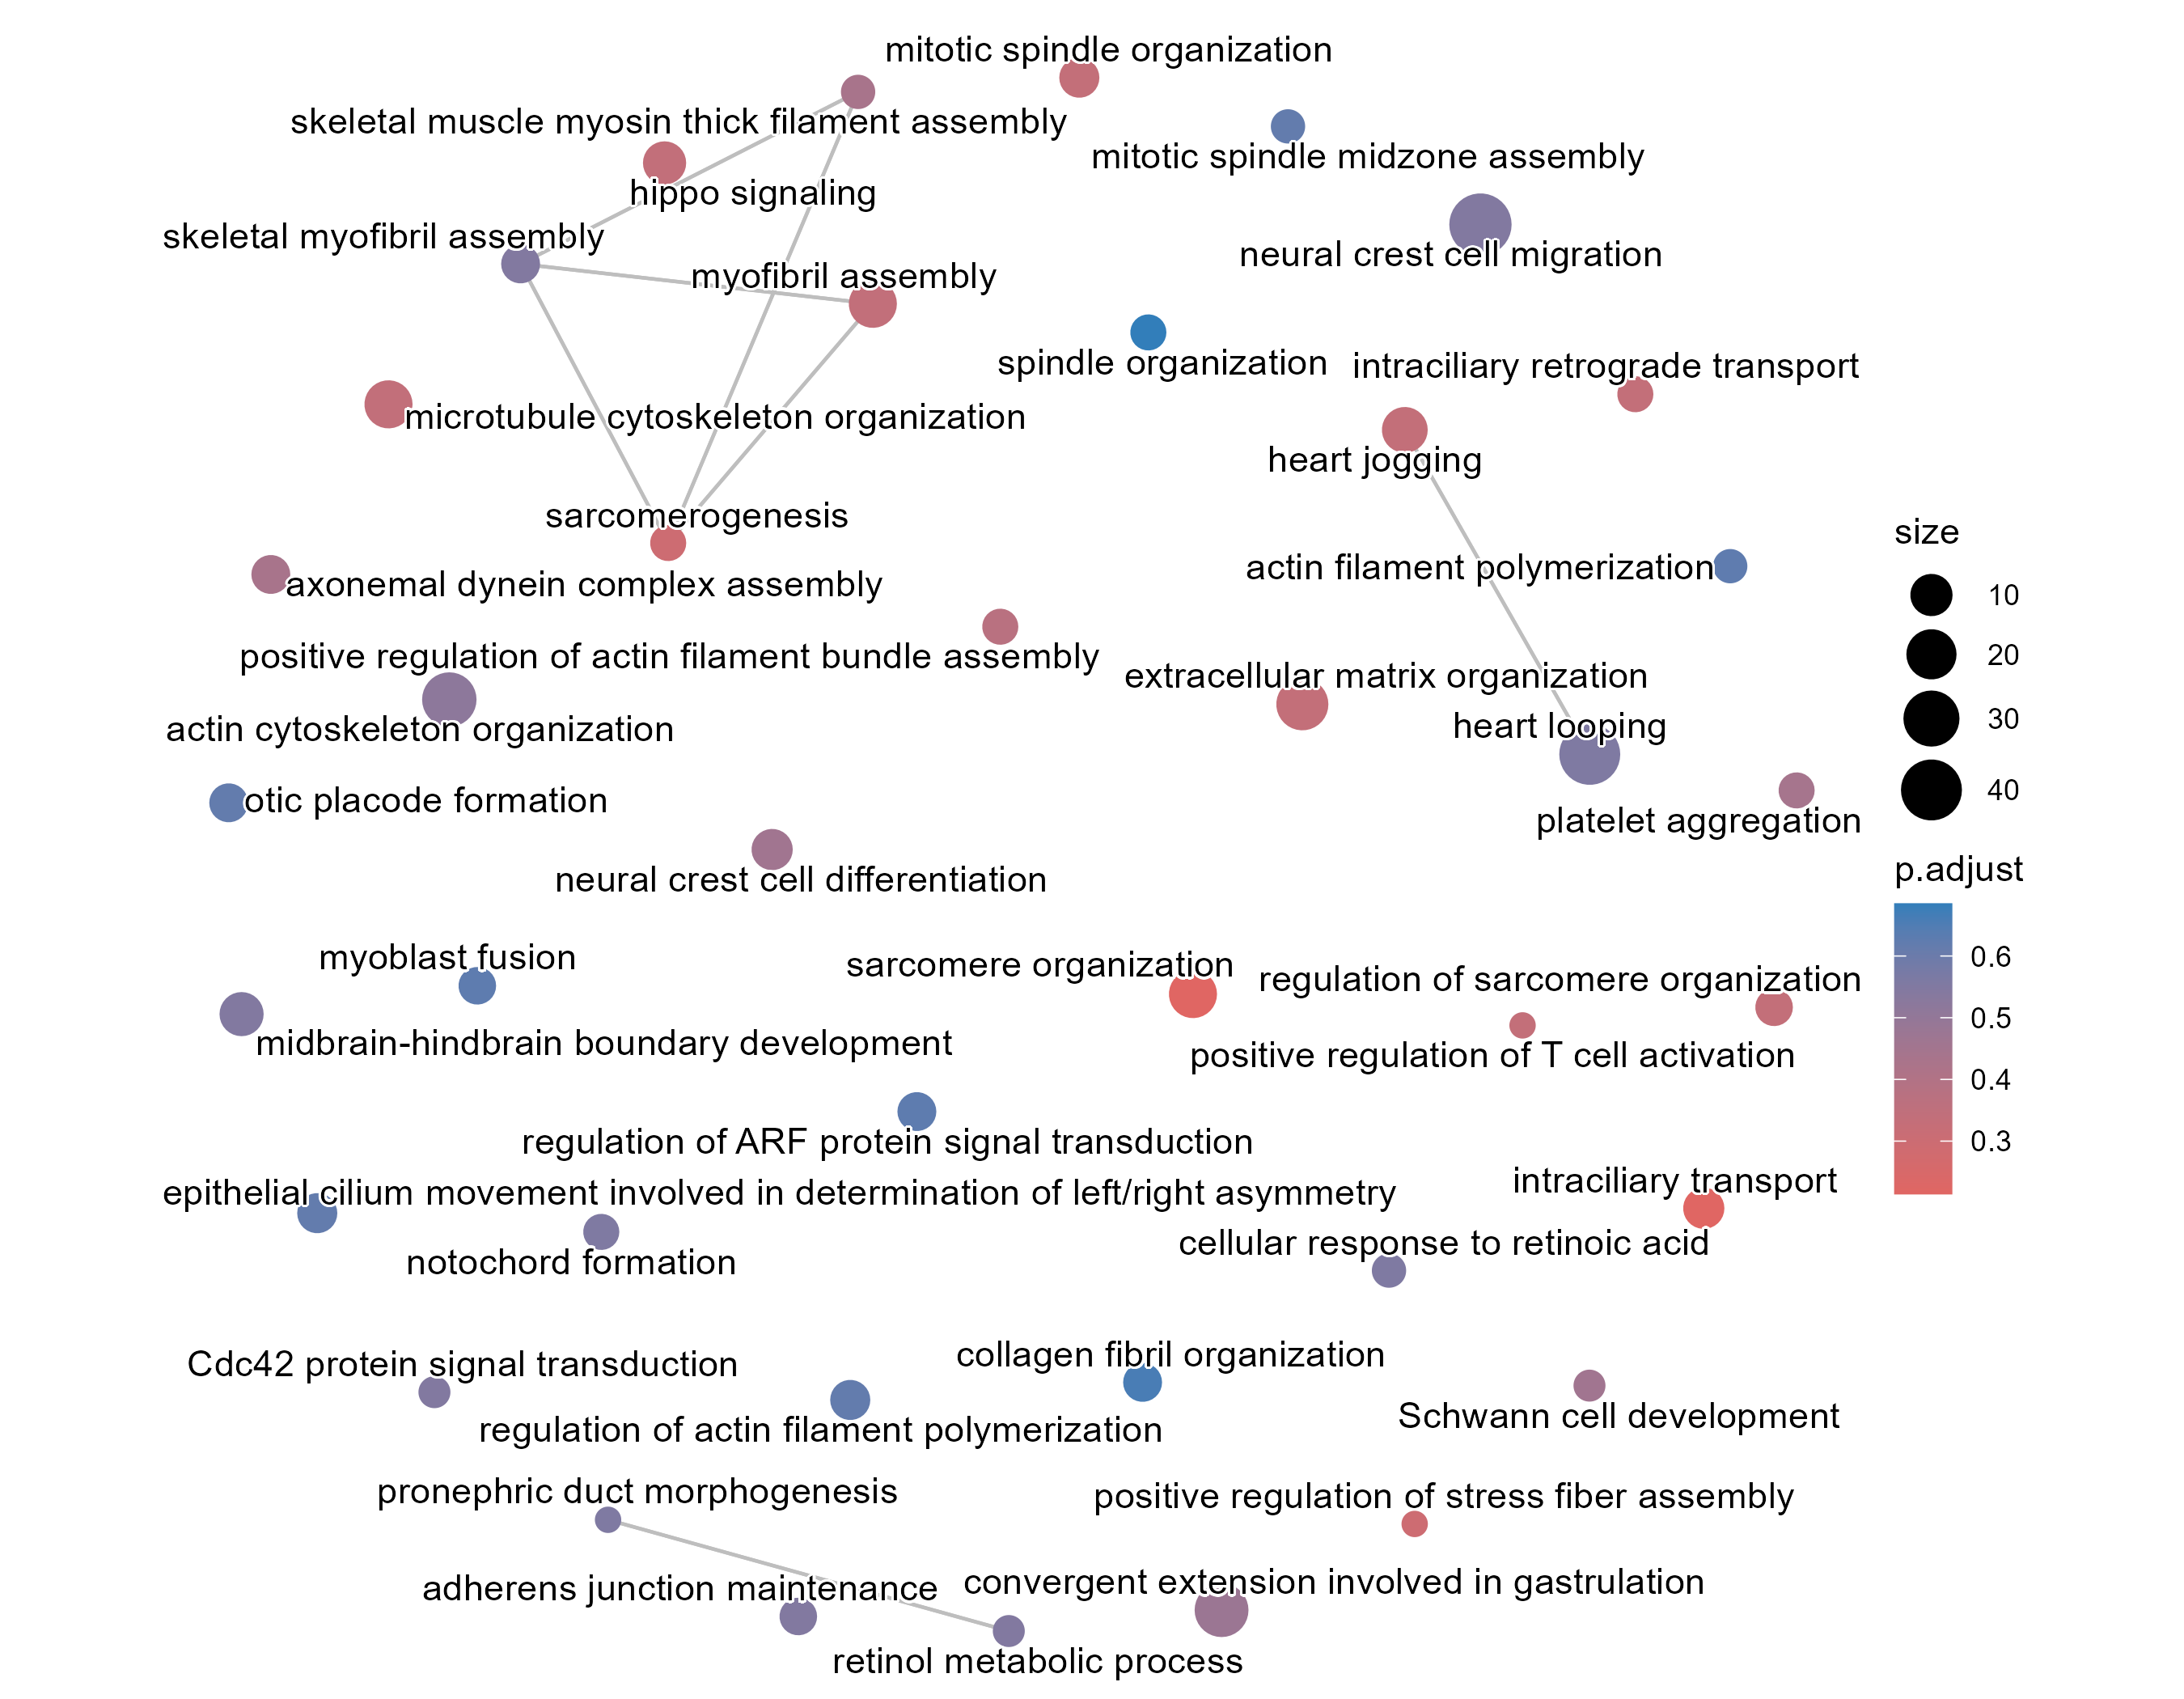 mitotic spindle organization
skeletal muscle myosin thick filament assembly
mitotic spindle midzone assembly
hippo signaling
skeletal myofibril assembly
neural crest cell migration
myofibril assembly
spindle organization
intraciliary retrograde transport
microtubule cytoskeleton organization
heart jogging
sarcomerogenesis
size
actin filament polymerization
axonemal dynein complex assembly
10
positive regulation of actin filament bundle assembly
20
extracellular matrix organization
actin cytoskeleton organization
heart looping
30
40
otic placode formation
platelet aggregation
neural crest cell differentiation
p.adjust
myoblast fusion
sarcomere organization
regulation of sarcomere organization
0.6
0.5
midbrain-hindbrain boundary development
positive regulation of T cell activation
0.4
regulation of ARF protein signal transduction
0.3
epithelial cilium movement involved in determination of left/right asymmetry
intraciliary transport
notochord formation
cellular response to retinoic acid
Cdc42 protein signal transduction
collagen fibril organization
regulation of actin filament polymerization
Schwann cell development
pronephric duct morphogenesis
positive regulation of stress fiber assembly
adherens junction maintenance
convergent extension involved in gastrulation
retinol metabolic process